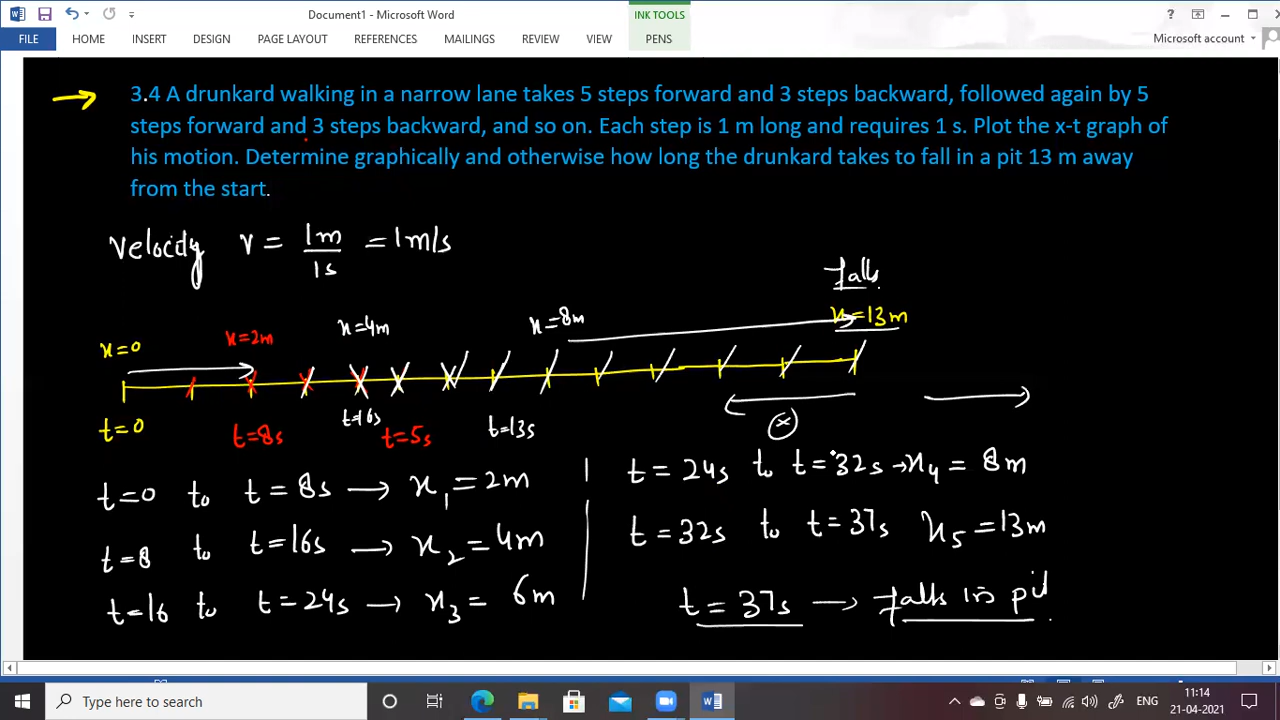 Document1 - Microsoft Word
INK TOOLS
FILE HOME INSERT DESIGN PAGE LAYOUT REFERENCES MAILINGS REVIEW VIEW PENS
Microsoft account
3.4 A drunkard walking in a narrow lane takes 5 steps forward and 3 steps backward, followed again by 5
steps forward and 3 steps backward, and so on. Each step is 1 m long and requires 1 s. Plot the x-t graph of
his motion. Determine graphically and otherwise how long the drunkard takes to fall in a pit 13 m away
from the start.
Velocity v = 1m/1s = 1m/s
falls
x=0 x=2m x=4m x=8m x=13m
t=0 t=8s t=16s t=5s t=13s
t=0 to t=8s → x1 = 2m
t=8 to t=16s → x2 = 4m
t=16 to t=24s → x3 = 6m
t=24s to t=32s → x4 = 8m
t=32s to t=37s x5 = 13m
t=37s → falls in pit
Type here to search
ENG
11:14
21-04-2021